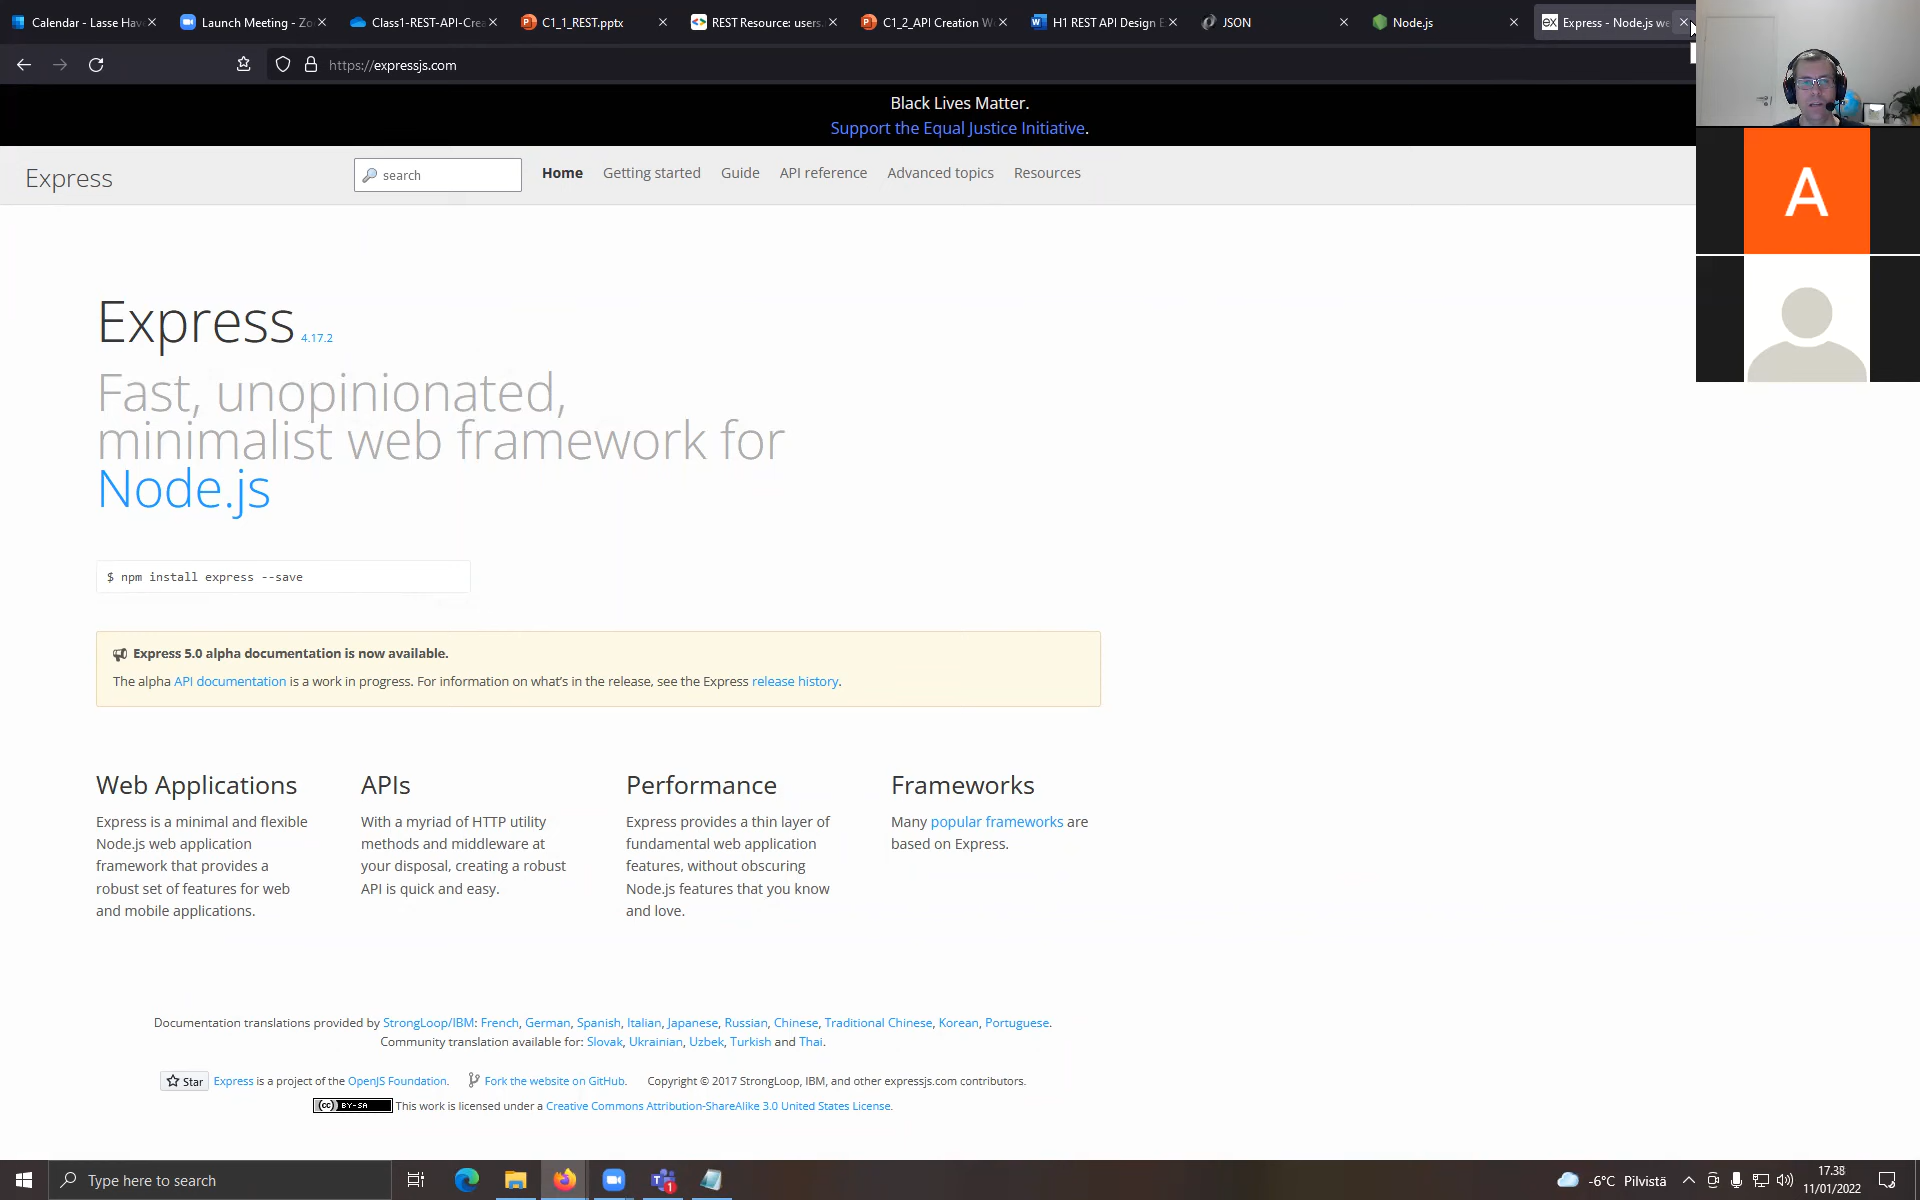 Calendar - Lasse Hav
Launch Meeting - Zo
Class1-REST-API-Crea
C1_1_REST.pptx
REST Resource: users.
C1_2_API Creation W
H1 REST API Design E
JSON
Node.js
Express - Node.js we
https://expressjs.com
Black Lives Matter.
Support the Equal Justice Initiative.
Express
search
Home
Getting started
Guide
API reference
Advanced topics
Resources
A
Express 4.17.2
Fast, unopinionated,
minimalist web framework for
Node.js
$ npm install express --save
Express 5.0 alpha documentation is now available.
The alpha API documentation is a work in progress. For information on what's in the release, see the Express release history.
Web Applications
Express is a minimal and flexible
Node.js web application
framework that provides a
robust set of features for web
and mobile applications.
APIs
With a myriad of HTTP utility
methods and middleware at
your disposal, creating a robust
API is quick and easy.
Performance
Express provides a thin layer of
fundamental web application
features, without obscuring
Node.js features that you know
and love.
Frameworks
Many popular frameworks are
based on Express.
Documentation translations provided by StrongLoop/IBM: French, German, Spanish, Italian, Japanese, Russian, Chinese, Traditional Chinese, Korean, Portuguese.
Community translation available for: Slovak, Ukrainian, Uzbek, Turkish and Thai.
Star Express is a project of the OpenJS Foundation. Fork the website on GitHub. Copyright © 2017 StrongLoop, IBM, and other expressjs.com contributors.
(cc) BY-SA This work is licensed under a Creative Commons Attribution-ShareAlike 3.0 United States License.
Type here to search
1
-6°C Pilvistä
17.38
11/01/2022